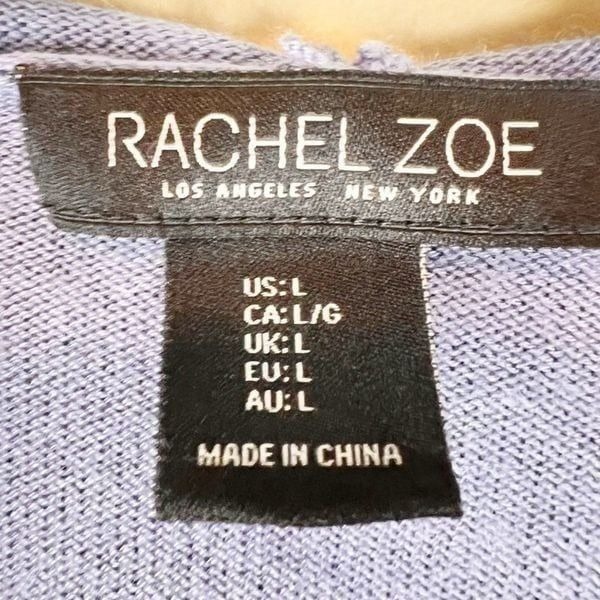 RACHEL ZOE
LOS ANGELES NEW YORK
US: L
CA: L/G
UK: L
EU: L
AU: L
MADE IN CHINA